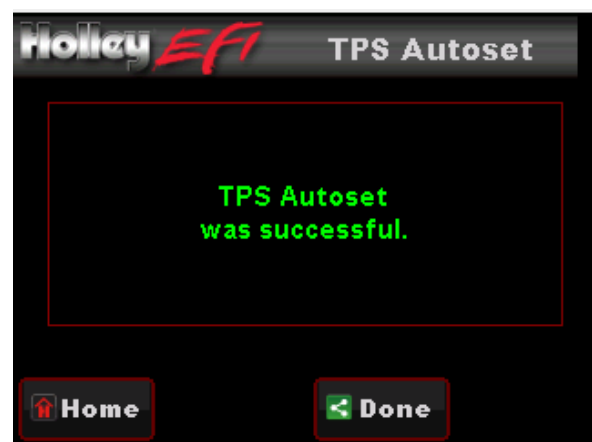 Holley EFI TPS Autoset
TPS Autoset
was successful.
Home Done